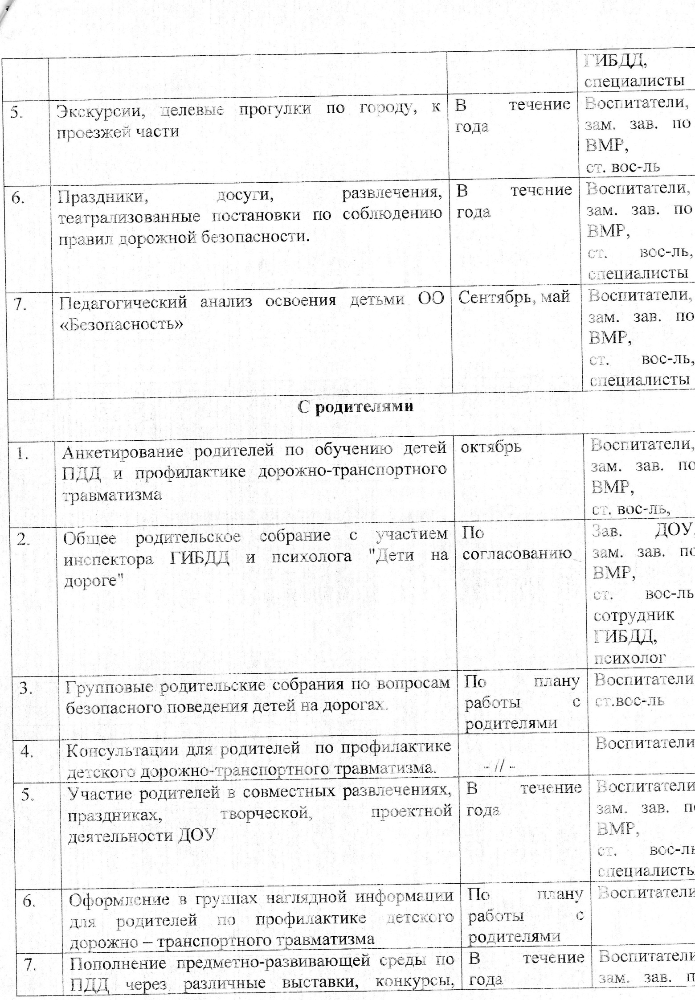 ГИБДД,
специалисты
5.
Экскурсии, целевые прогулки по городу, к
проезжей части
В течение
года
Воспитатели,
зам. зав. по
ВМР,
ст. вос-ль
6.
Праздники, досуги, развлечения,
театрализованные постановки по соблюдению
правил дорожной безопасности.
В течение
года
Воспитатели,
зам. зав. по
ВМР,
ст. вос-ль,
специалисты
7.
Педагогический анализ освоения детьми ОО
«Безопасность»
Сентябрь, май
Воспитатели,
зам. зав. по
ВМР,
ст. вос-ль,
специалисты
С родителями
1.
Анкетирование родителей по обучению детей
ПДД и профилактике дорожно-транспортного
травматизма
октябрь
Воспитатели,
зам. зав. по
ВМР,
ст. вос-ль,
2.
Общее родительское собрание с участием
инспектора ГИБДД и психолога "Дети на
дороге"
По
согласованию
Зав. ДОУ,
зам. зав. по
ВМР,
ст. вос-ль
сотрудник
ГИБДД,
психолог
3.
Групповые родительские собрания по вопросам
безопасного поведения детей на дорогах.
По плану
работы с
родителями
Воспитатели
ст.вос-ль
4.
Консультации для родителей по профилактике
детского дорожно-транспортного травматизма.
- // -
Воспитатели
5.
Участие родителей в совместных развлечениях,
праздниках, творческой, проектной
деятельности ДОУ
В течение
года
Воспитатели
зам. зав. по
ВМР,
ст. вос-ль
специалисты
6.
Оформление в группах наглядной информации
для родителей по профилактике детского
дорожно – транспортного травматизма
По плану
работы с
родителями
Воспитатели
7.
Пополнение предметно-развивающей среды по
ПДД через различные выставки, конкурсы,
В течение
года
Воспитатели
зам. зав. п